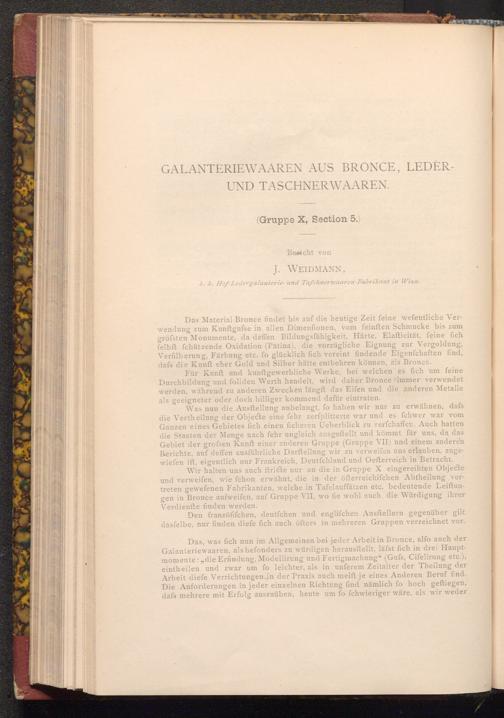 GALANTERIEWAAREN AUS BRONCE, LEDER-
UND TASCHNERWAAREN.
(Gruppe X, Section 5.)
Bericht von
J. WEIDMANN,
k. k. Hof-Ledergalanterie- und Taschnerwaaren-Fabrikant in Wien.
Das Material Bronce findet bis auf die heutige Zeit seine wesentliche Ver-
wendung zum Kunstgusse in allen Dimensionen, vom feinsten Schmucke bis zum
grössten Monumente, da dessen Bildungsfähigkeit, Härte, Elasticität, seine sich
selbst schützende Oxidation (Patina), die vorzügliche Eignung zur Vergoldung,
Versilberung, Färbung etc. so glücklich sich vereint findende Eigenschaften sind,
dass die Kunst eher Gold und Silber hätte entbehren können, als Bronce.
Für Kunst und kunstgewerbliche Werke, bei welchen es sich um feine
Durchbildung und soliden Werth handelt, wird daher Bronce immer verwendet
werden, während zu anderen Zwecken längst das Eisen und die anderen Metalle
als geeigneter oder doch billiger kommend dafür eintraten.
Was nun die Ausstellung anbelangt, so haben wir nur zu erwähnen, dass
die Vertheilung der Objecte eine sehr zersplitterte war und es schwer war vom
Ganzen eines Gebietes sich einen sicheren Ueberblick zu verschaffen. Auch hatten
die Staaten der Menge nach sehr ungleich ausgestellt und kömmt für uns, da das
Gebiet der grossen Kunst einer anderen Gruppe (Gruppe VII) und einem anderen
Berichte, auf dessen ausführliche Darstellung wir zu verweisen uns erlauben, zuge-
wiesen ist, eigentlich nur Frankreich, Deutschland und Oesterreich in Betracht.
Wir halten uns auch stricte nur an die in Gruppe X eingereihten Objecte
und verweisen, wie schon erwähnt, die in der österreichischen Abtheilung ver-
treten gewesenen Fabrikanten, welche in Tafelaufsätzen etc. bedeutende Leistun-
gen in Bronce aufweisen, auf Gruppe VII, wo sie wohl auch die Würdigung ihrer
Verdienste finden werden.
Den französischen, deutschen und englischen Ausstellern gegenüber gilt
dasselbe, nur finden diese sich auch öfters in mehreren Gruppen verzeichnet vor.
Das, was sich nun im Allgemeinen bei jeder Arbeit in Bronce, also auch der
Galanteriewaaren, als besonders zu würdigen herausstellt, lässt sich in drei Haupt-
momente: „die Erfindung, Modellirung und Fertigmachung“ (Guss, Ciselirung etc.),
eintheilen und zwar um so leichter, als in unserem Zeitalter der Theilung der
Arbeit diese Verrichtungen in der Praxis auch meist je eines Anderen Beruf sind.
Die Anforderungen in jeder einzelnen Richtung sind nämlich so hoch gestiegen,
dass mehrere mit Erfolg auszuüben, heute um so schwieriger wäre, als wir weder